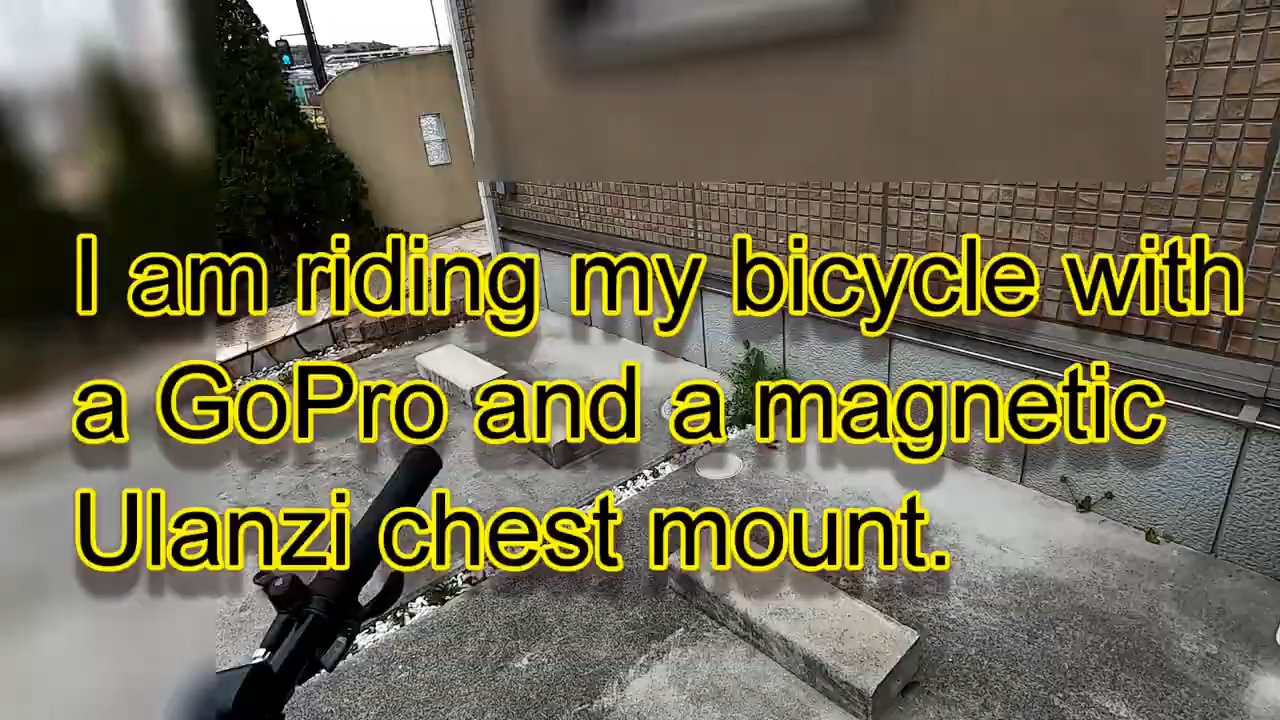 I am riding my bicycle with
a GoPro and a magnetic
Ulanzi chest mount.